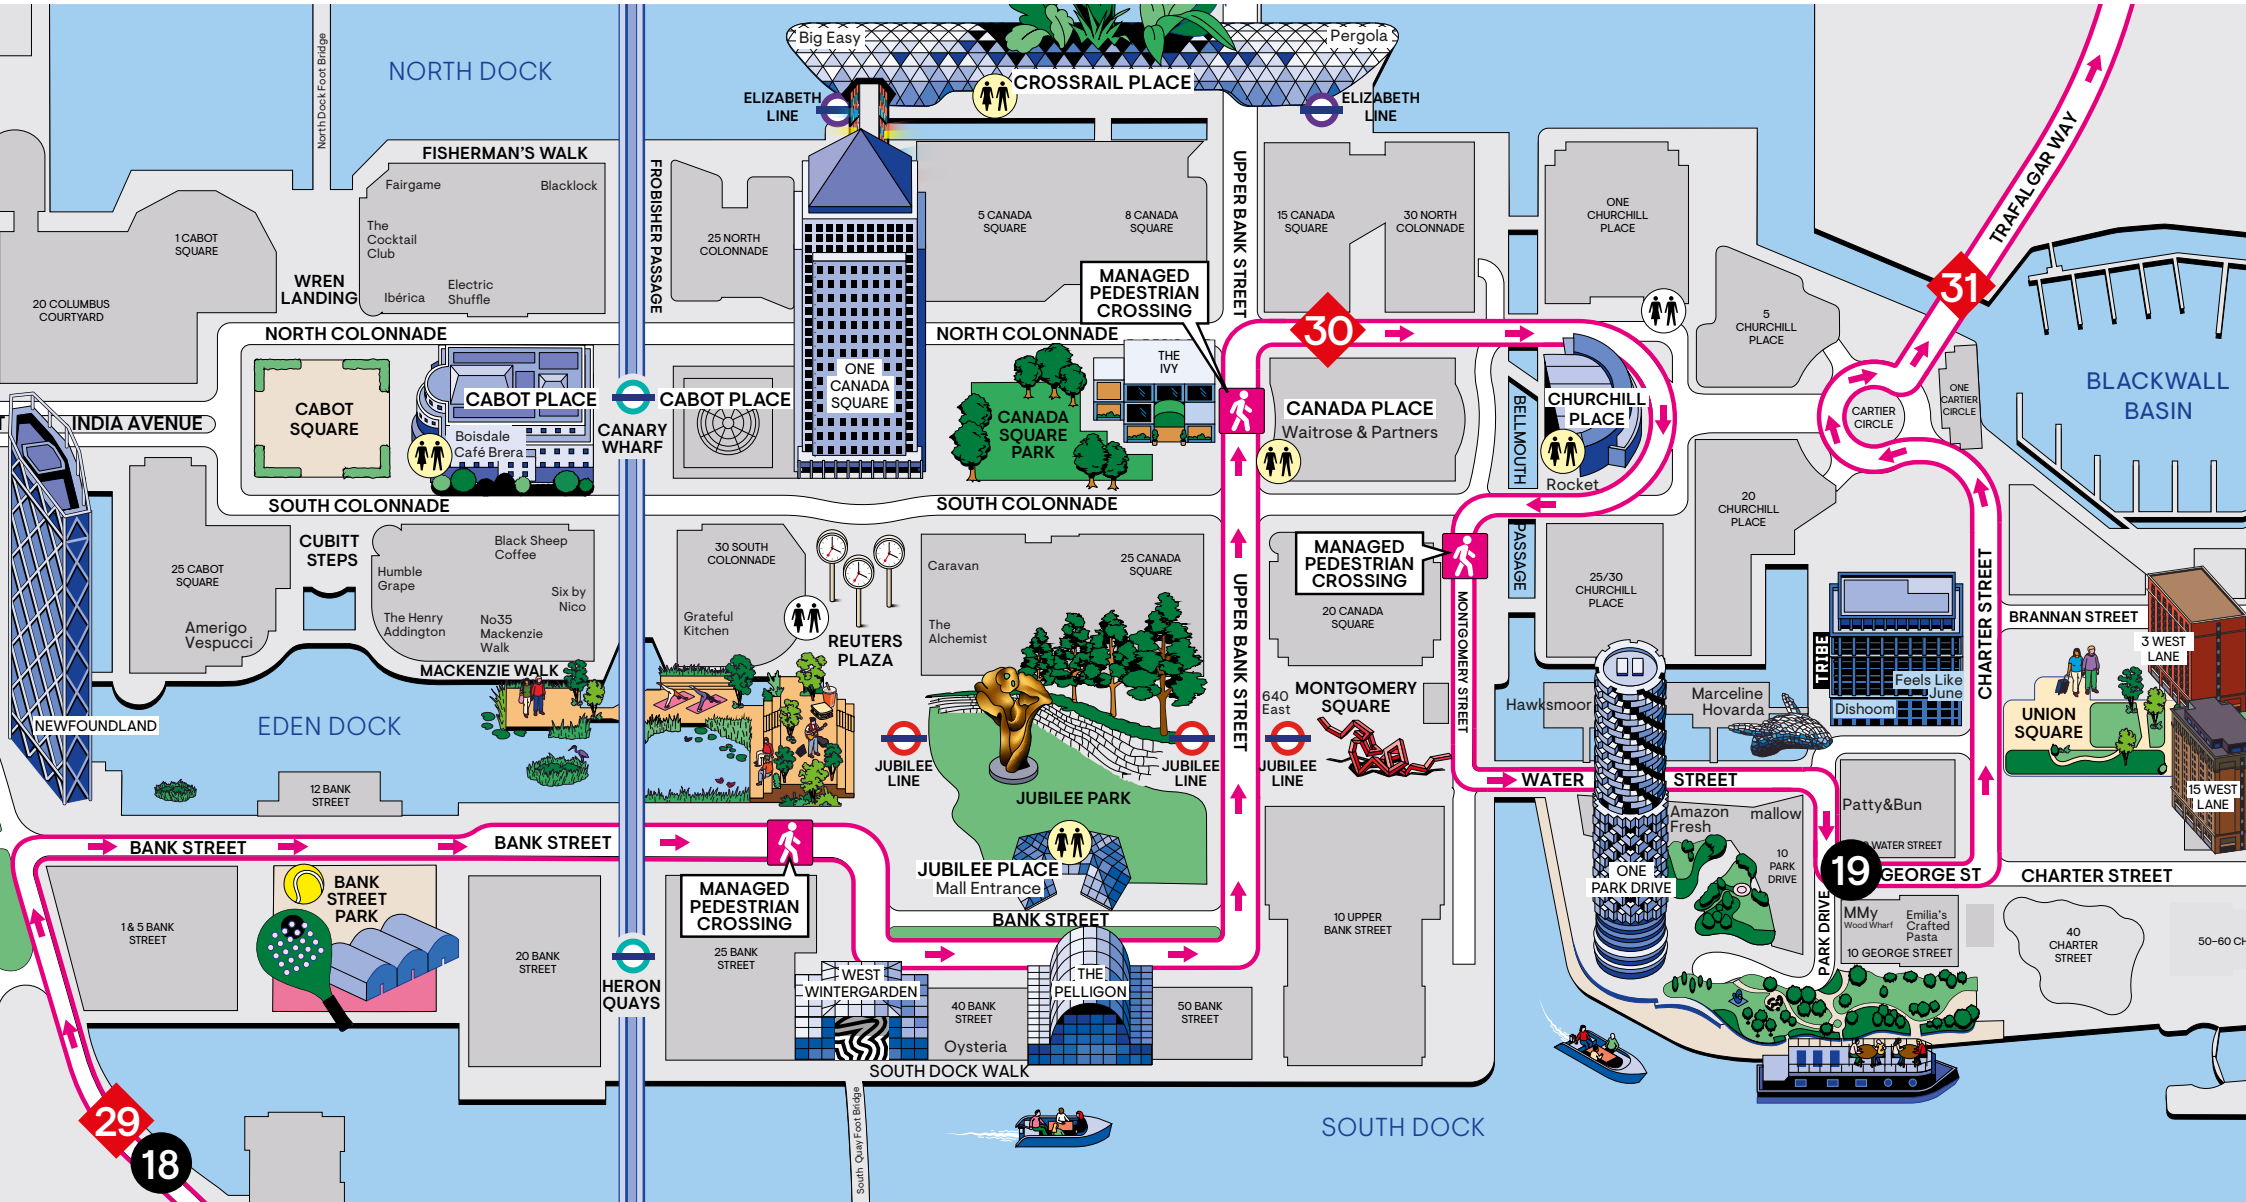 Big Easy
Pergola
CROSSRAIL PLACE
NORTH DOCK
North Dock Foot Bridge
ELIZABETH
LINE
ELIZABETH
LINE
FISHERMAN'S WALK
Fairgame
Blacklock
The
Cocktail
Club
Ibérica
Electric
Shuffle
FROBISHER PASSAGE
1 CABOT
SQUARE
20 COLUMBUS
COURTYARD
WREN
LANDING
25 NORTH
COLONNADE
5 CANADA
SQUARE
8 CANADA
SQUARE
UPPER BANK STREET
15 CANADA
SQUARE
30 NORTH
COLONNADE
ONE
CHURCHILL
PLACE
TRAFALGAR WAY
MANAGED
PEDESTRIAN
CROSSING
31
30
5
CHURCHILL
PLACE
NORTH COLONNADE
NORTH COLONNADE
THE
IVY
CABOT
SQUARE
CABOT PLACE
CABOT PLACE
Boisdale
Café Brera
CANARY
WHARF
ONE
CANADA
SQUARE
CANADA
SQUARE
PARK
CANADA PLACE
Waitrose & Partners
BELLMOUTH
PASSAGE
CHURCHILL
PLACE
Rocket
CARTIER
CIRCLE
ONE
CARTIER
CIRCLE
BLACKWALL
BASIN
INDIA AVENUE
SOUTH COLONNADE
SOUTH COLONNADE
20
CHURCHILL
PLACE
25 CABOT
SQUARE
Amerigo
Vespucci
CUBITT
STEPS
Black Sheep
Coffee
Humble
Grape
Six by
Nico
The Henry
Addington
No35
Mackenzie
Walk
30 SOUTH
COLONNADE
Grateful
Kitchen
REUTERS
PLAZA
Caravan
25 CANADA
SQUARE
The
Alchemist
UPPER BANK STREET
MANAGED
PEDESTRIAN
CROSSING
20 CANADA
SQUARE
MONTGOMERY STREET
25/30
CHURCHILL
PLACE
CHARTER STREET
BRANNAN STREET
3 WEST
LANE
TRIBE
Feels Like
June
Dishoom
MACKENZIE WALK
NEWFOUNDLAND
EDEN DOCK
12 BANK
STREET
JUBILEE
LINE
JUBILEE
LINE
JUBILEE
LINE
640
East
MONTGOMERY
SQUARE
Hawksmoor
Marceline
Hovarda
UNION
SQUARE
15 WEST
LANE
JUBILEE PARK
WATER
STREET
Amazon
Fresh
mallow
Patty&Bun
WATER STREET
BANK STREET
BANK STREET
MANAGED
PEDESTRIAN
CROSSING
JUBILEE PLACE
Mall Entrance
BANK STREET
ONE
PARK DRIVE
10
PARK
DRIVE
19
GEORGE ST
CHARTER STREET
PARK DRIVE
MMy
Wood Wharf
Emilia's
Crafted
Pasta
10 GEORGE STREET
40
CHARTER
STREET
50-60 CH
BANK
STREET
PARK
1 & 5 BANK
STREET
20 BANK
STREET
HERON
QUAYS
25 BANK
STREET
WEST
WINTERGARDEN
40 BANK
STREET
Oysteria
THE
PELLIGON
50 BANK
STREET
10 UPPER
BANK STREET
SOUTH DOCK WALK
South Quay Foot Bridge
SOUTH DOCK
29
18